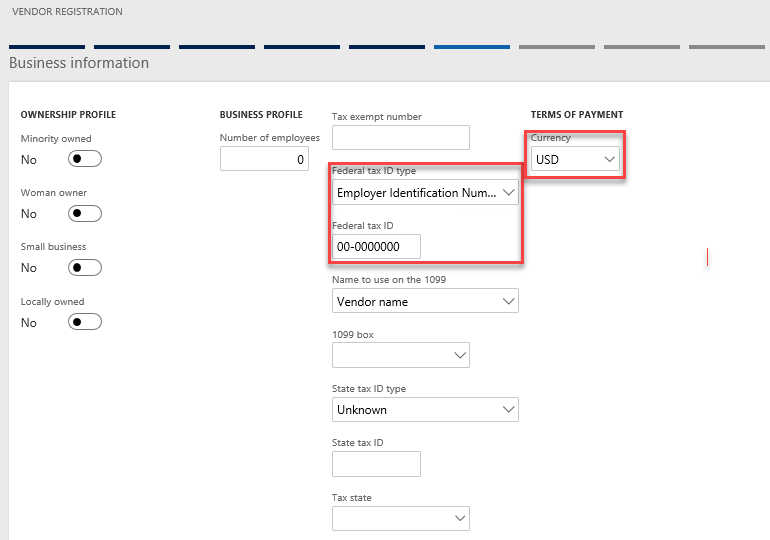 VENDOR REGISTRATION
Business information
OWNERSHIP PROFILE
Minority owned
No
Woman owner
No
Small business
No
Locally owned
No
BUSINESS PROFILE
Number of employees
0
Tax exempt number
Federal tax ID type
Employer Identification Num...
Federal tax ID
00-0000000
Name to use on the 1099
Vendor name
1099 box
State tax ID type
Unknown
State tax ID
Tax state
TERMS OF PAYMENT
Currency
USD